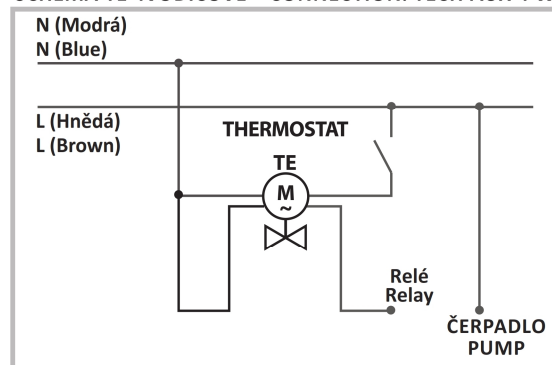 N (Modrá)
N (Blue)
L (Hnědá)
L (Brown)
THERMOSTAT
TE
M
~
Relé
Relay
ČERPADLO
PUMP